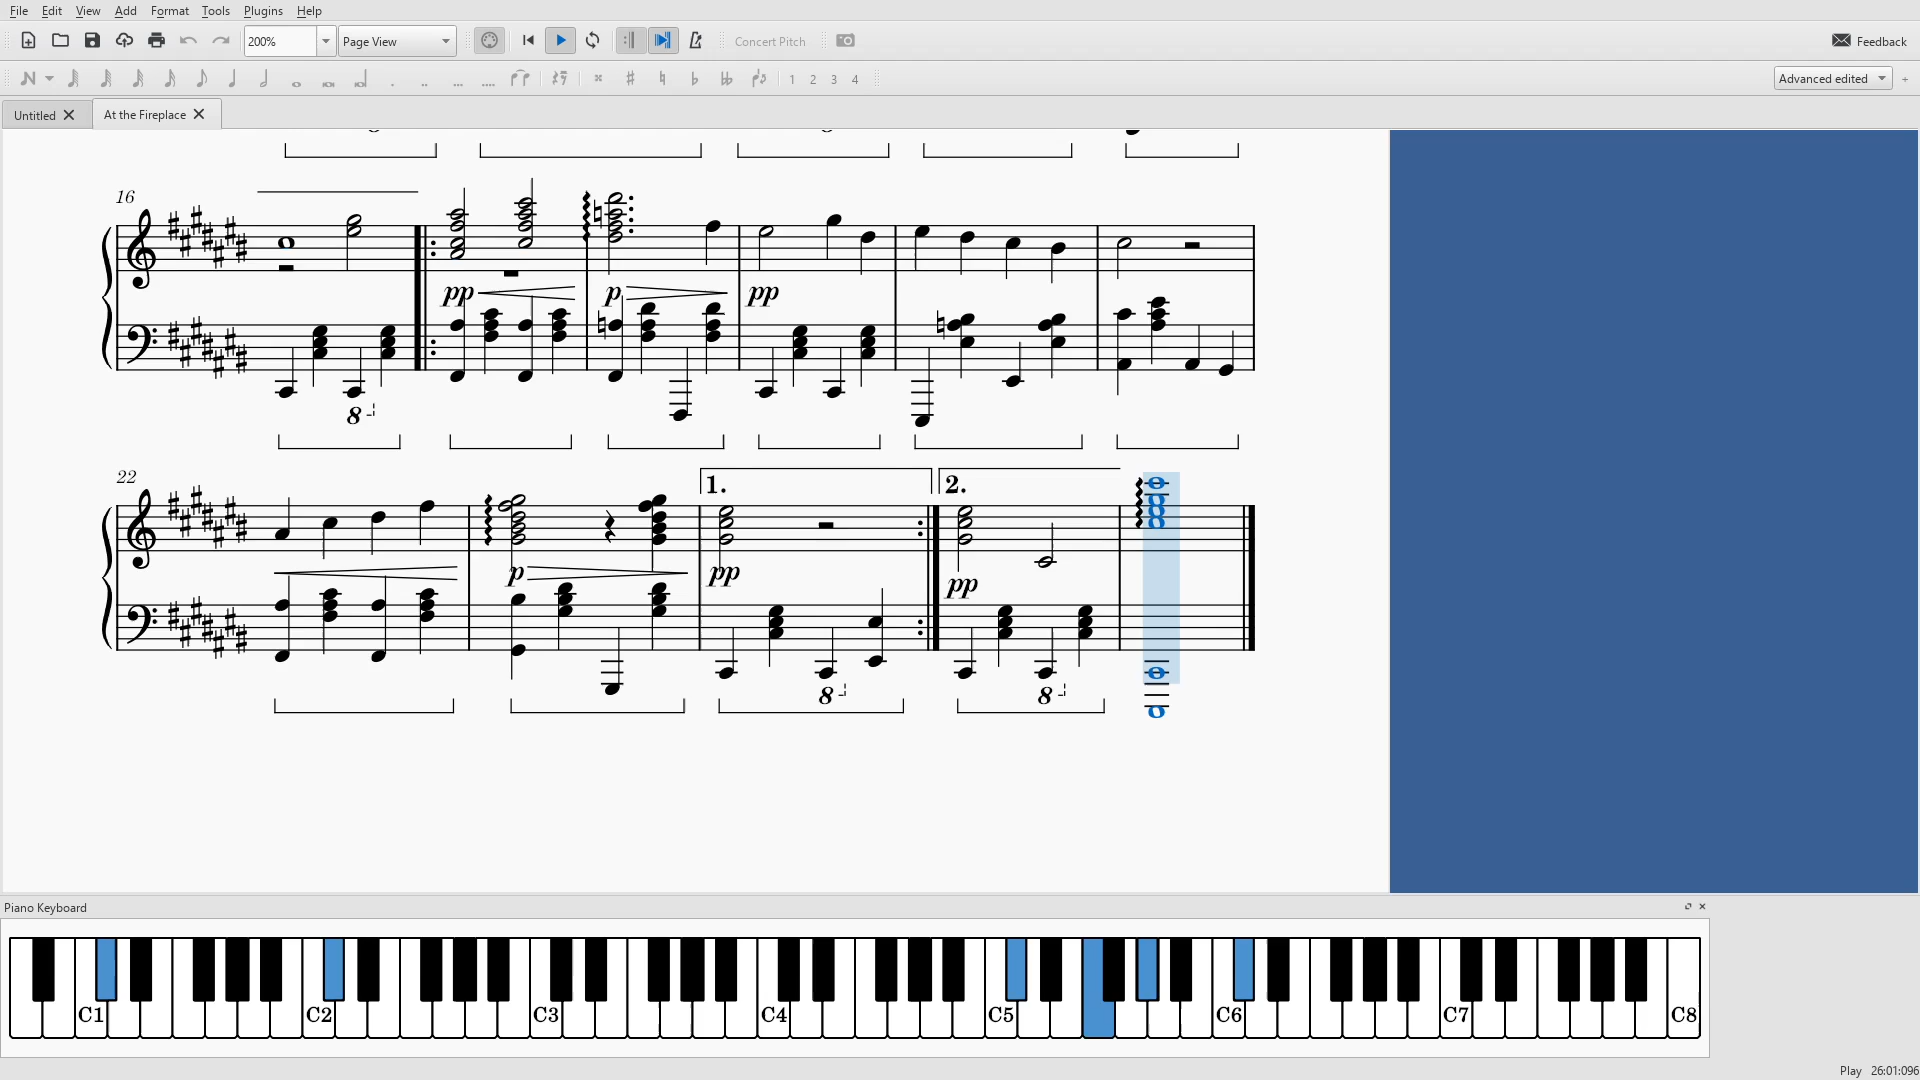 File Edit View Add Format Tools Plugins Help
200% Page View Concert Pitch Feedback
1 2 3 4 Advanced edited +
Untitled At the Fireplace
16
pp p pp
8
22
1. 2.
p pp pp
8 8
Piano Keyboard
C1 C2 C3 C4 C5 C6 C7 C8
Play 26:01:096